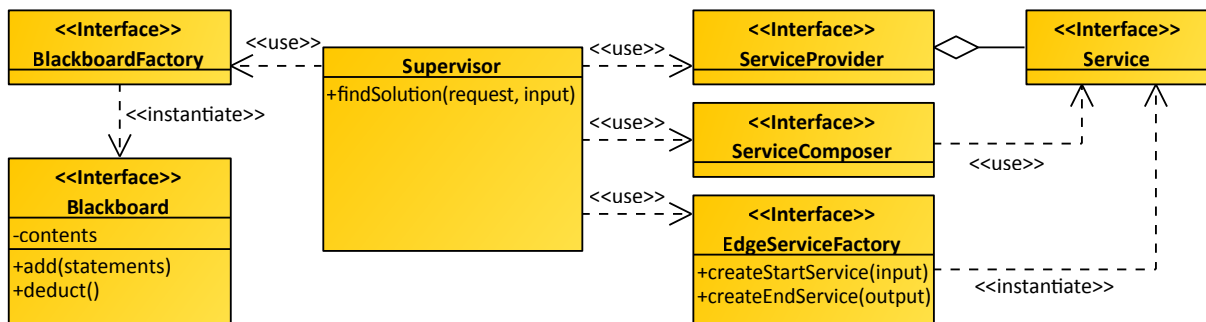 <<Interface>>
BlackboardFactory
<<use>>
Supervisor
+findSolution(request, input)
<<use>>
<<Interface>>
ServiceProvider
<<Interface>>
Service
<<instantiate>>
<<use>>
<<Interface>>
ServiceComposer
<<use>>
<<Interface>>
Blackboard
-contents
+add(statements)
+deduct()
<<use>>
<<Interface>>
EdgeServiceFactory
+createStartService(input)
+createEndService(output)
<<instantiate>>